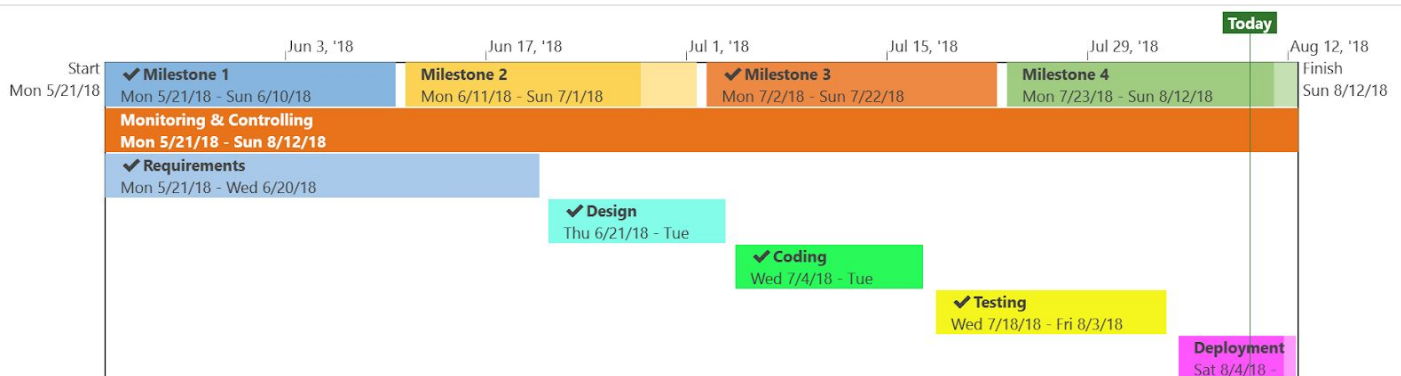 Today
Jun 3, '18
Jun 17, '18
Jul 1, '18
Jul 15, '18
Jul 29, '18
Aug 12, '18
Start
Mon 5/21/18
Milestone 1
Mon 5/21/18 - Sun 6/10/18
Milestone 2
Mon 6/11/18 - Sun 7/1/18
Milestone 3
Mon 7/2/18 - Sun 7/22/18
Milestone 4
Mon 7/23/18 - Sun 8/12/18
Finish
Sun 8/12/18
Monitoring & Controlling
Mon 5/21/18 - Sun 8/12/18
Requirements
Mon 5/21/18 - Wed 6/20/18
Design
Thu 6/21/18 - Tue
Coding
Wed 7/4/18 - Tue
Testing
Wed 7/18/18 - Fri 8/3/18
Deployment
Sat 8/4/18 -